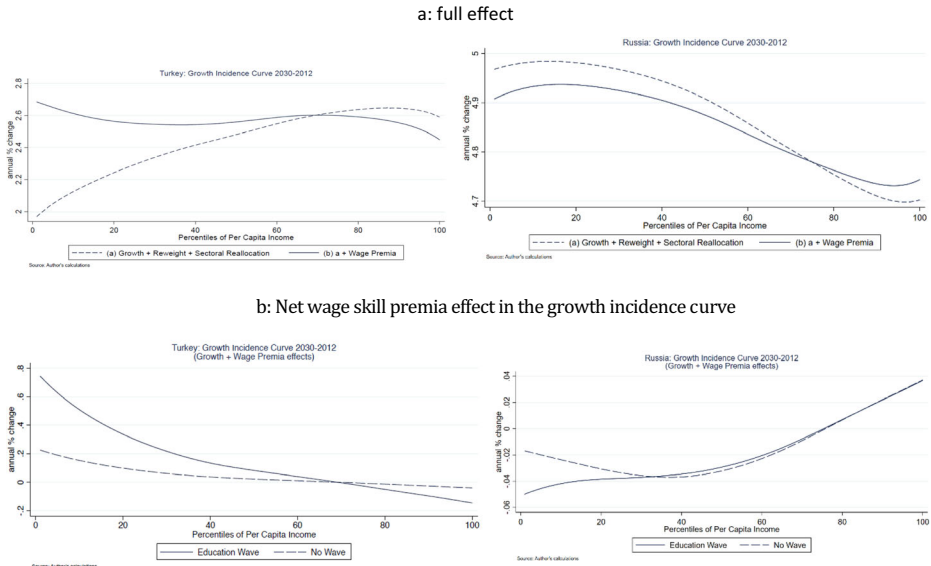 a: full effect
Turkey: Growth Incidence Curve 2030-2012
annual % change
2 2.2 2.4 2.6 2.8
0 20 40 60 80 100
Percentiles of Per Capita Income
(a) Growth + Reweight + Sectoral Reallocation (b) a + Wage Premia
Source: Author's calculations
Russia: Growth Incidence Curve 2030-2012
annual % change
4.7 4.8 4.9 5
0 20 40 60 80 100
Percentiles of Per Capita Income
(a) Growth + Reweight + Sectoral Reallocation (b) a + Wage Premia
Source: Author's calculations
b: Net wage skill premia effect in the growth incidence curve
Turkey: Growth Incidence Curve 2030-2012
(Growth + Wage Premia effects)
annual % change
-.2 0 .2 .4 .6 .8
0 20 40 60 80 100
Percentiles of Per Capita Income
Education Wave No Wave
Source: Author's calculations
Russia: Growth Incidence Curve 2030-2012
(Growth + Wage Premia effects)
annual % change
-.06 -.04 -.02 0 .02 .04
0 20 40 60 80 100
Percentiles of Per Capita Income
Education Wave No Wave
Source: Author's calculations